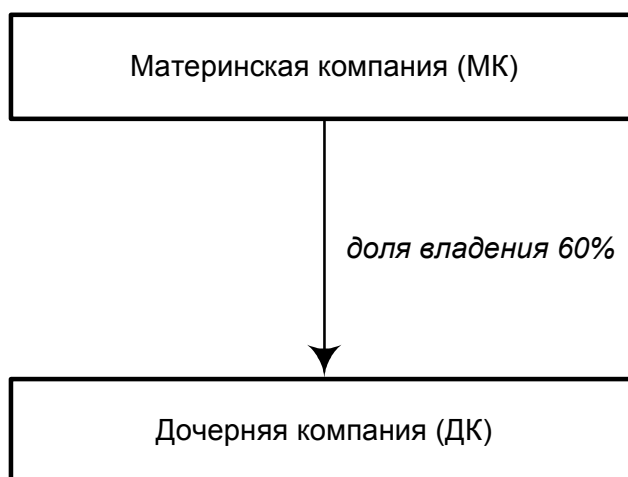 Материнская компания (МК)
доля владения 60%
Дочерняя компания (ДК)